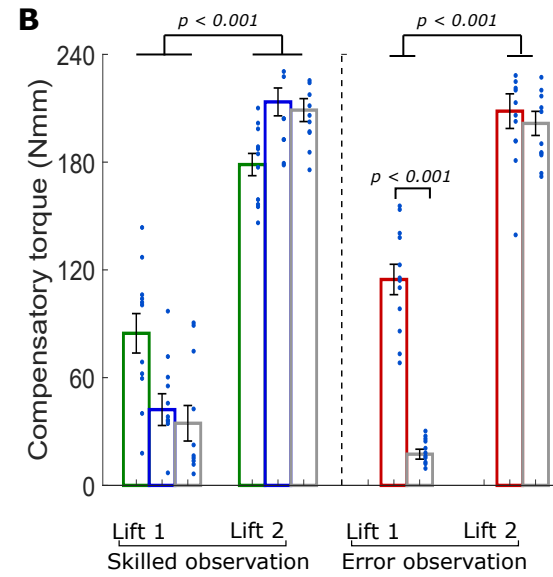 B
p < 0.001
p < 0.001
Compensatory torque (Nmm)
240
180
120
60
0
p < 0.001
Lift 1
Lift 2
Lift 1
Lift 2
Skilled observation
Error observation